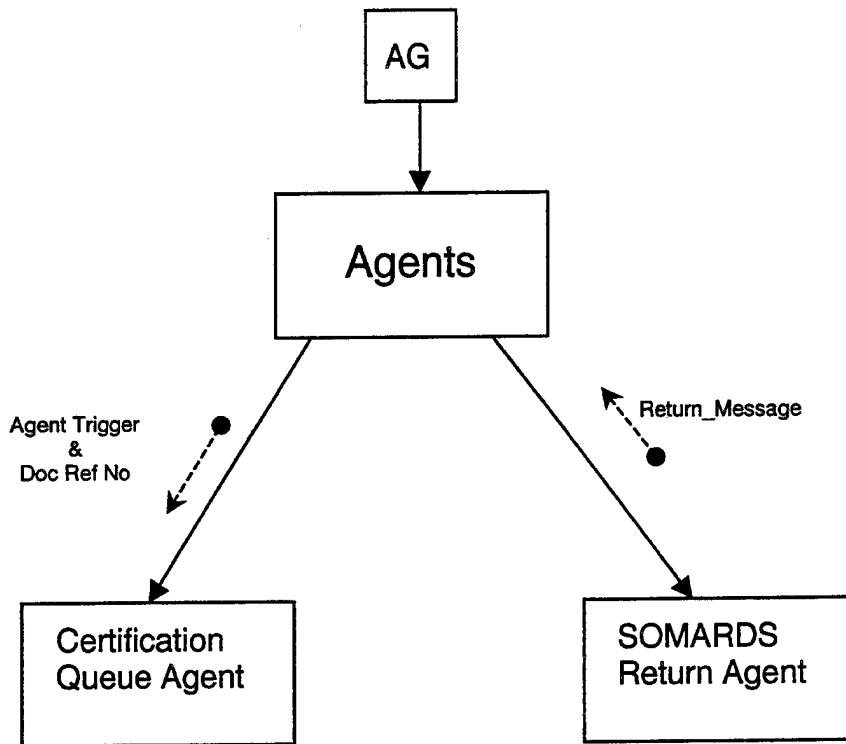 AG
Agents
Agent Trigger
&
Doc Ref No
Return_Message
Certification
Queue Agent
SOMARDS
Return Agent